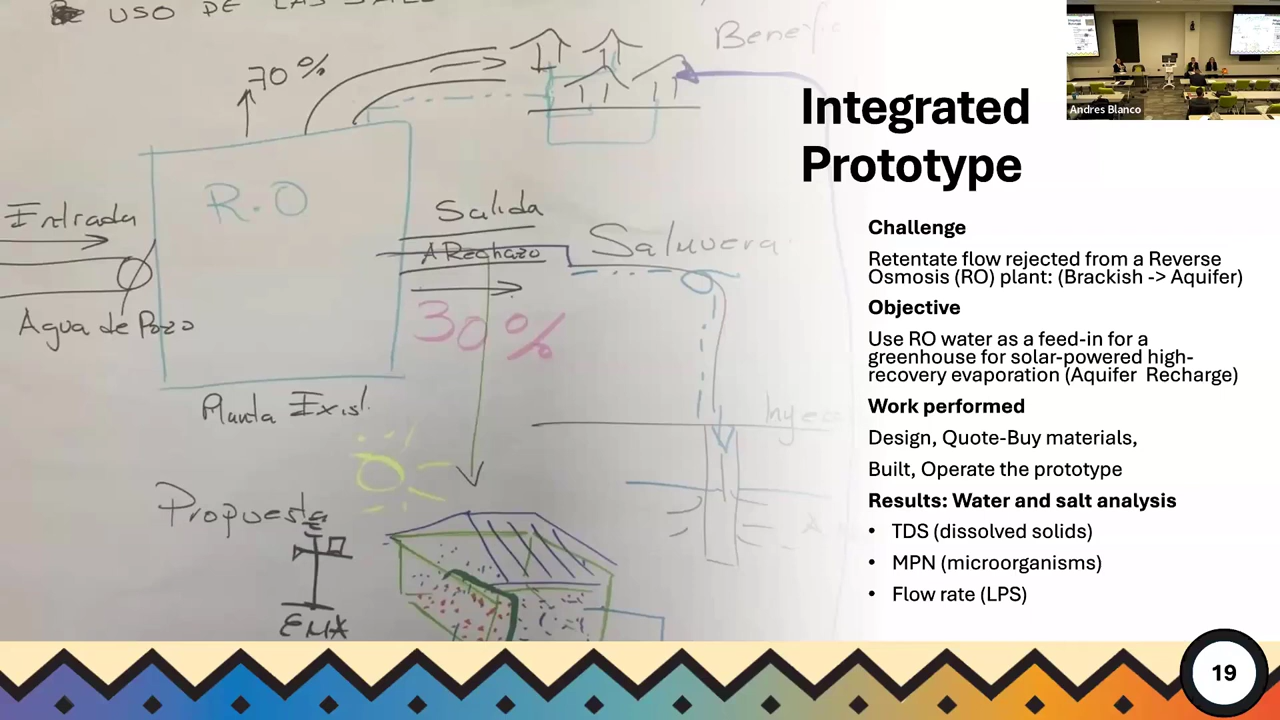 USO DE LAS
70%
R.O
Entrada
Agua de Pozo
Planta Exist.
Salida
A Rechazo
30%
Salmuera
Propuesta
EMA
Integrated
Prototype
Andres Blanco
Challenge
Retentate flow rejected from a Reverse
Osmosis (RO) plant: (Brackish -> Aquifer)
Objective
Use RO water as a feed-in for a
greenhouse for solar-powered high-
recovery evaporation (Aquifer Recharge)
Work performed
Design, Quote-Buy materials,
Built, Operate the prototype
Results: Water and salt analysis
• TDS (dissolved solids)
• MPN (microorganisms)
• Flow rate (LPS)
19